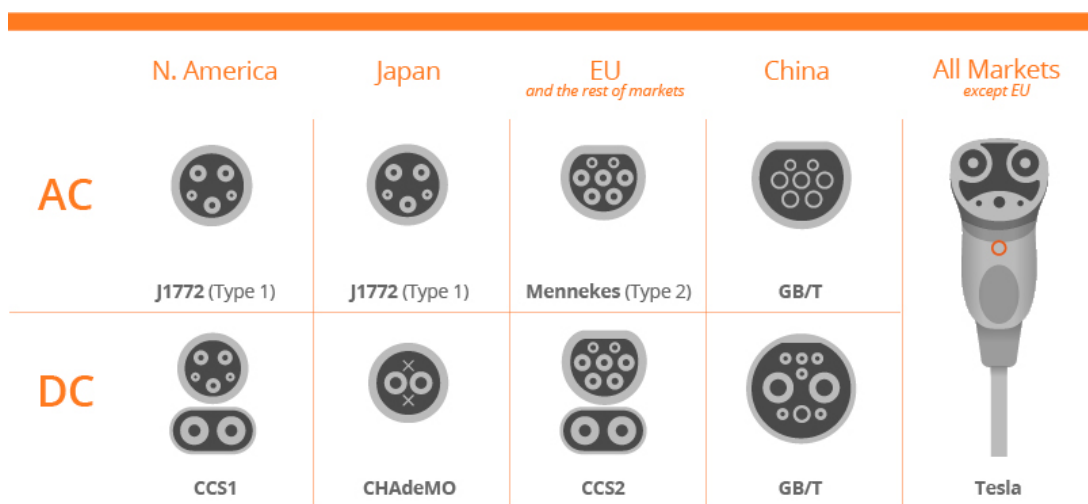 N. America
Japan
EU
and the rest of markets
China
All Markets
except EU
AC
J1772 (Type 1)
J1772 (Type 1)
Mennekes (Type 2)
GB/T
DC
CCS1
CHAdeMO
CCS2
GB/T
Tesla